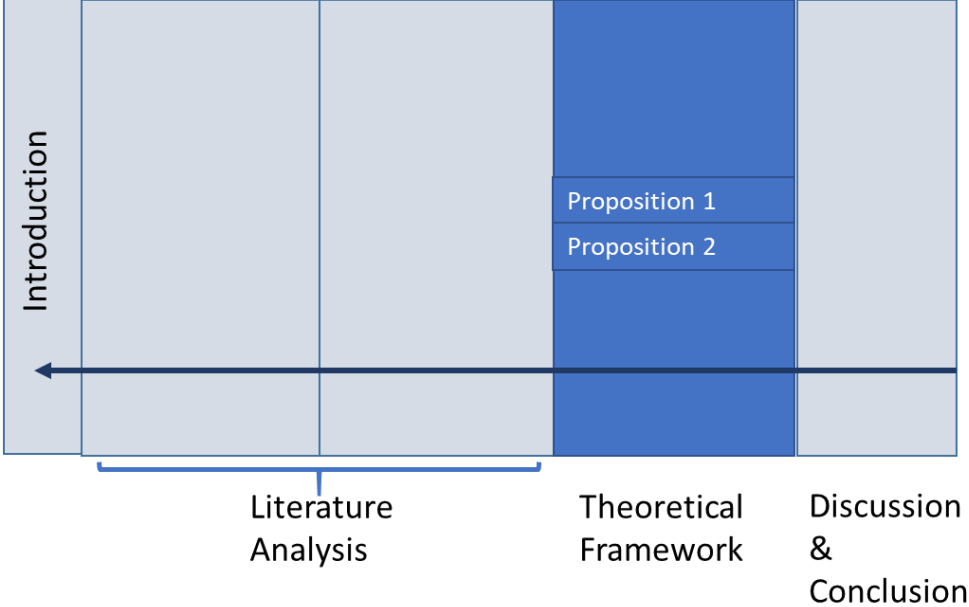 Introduction
Proposition 1
Proposition 2
Literature
Analysis
Theoretical
Framework
Discussion
&
Conclusion